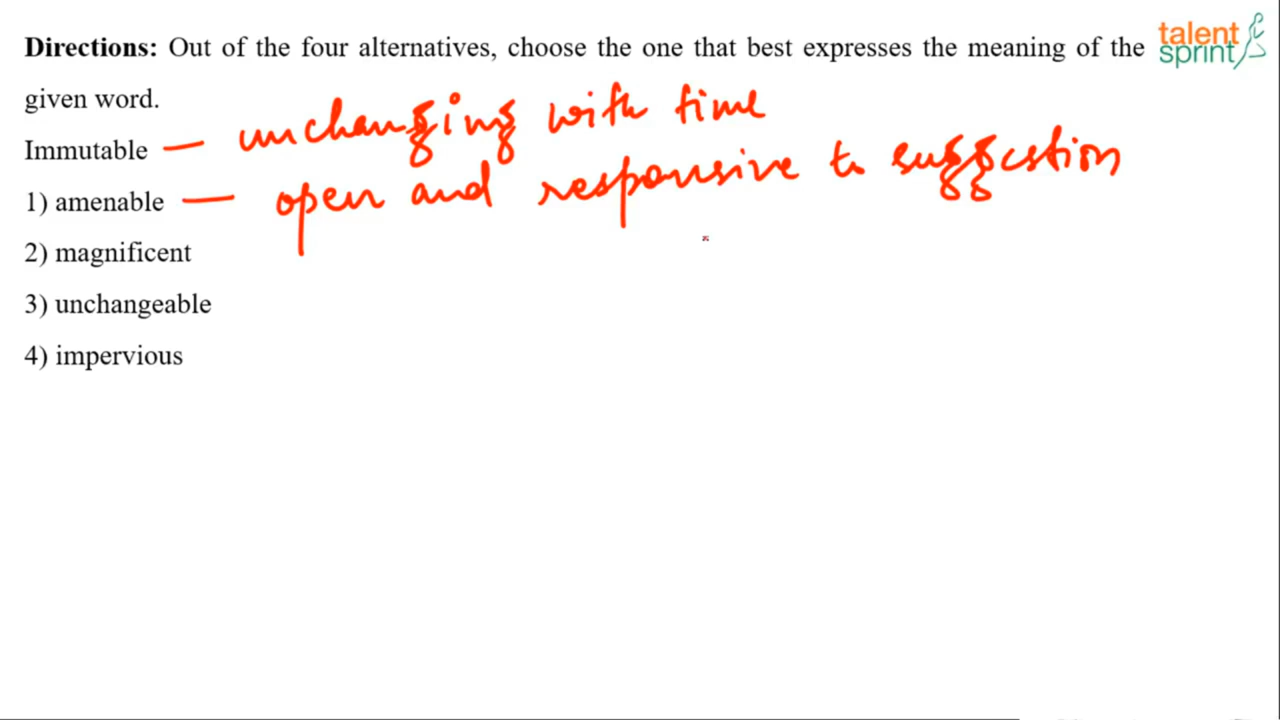 Directions: Out of the four alternatives, choose the one that best expresses the meaning of the
given word.
Immutable — unchanging with time
1) amenable — open and responsive to suggestion
2) magnificent
3) unchangeable
4) impervious
talent
sprint